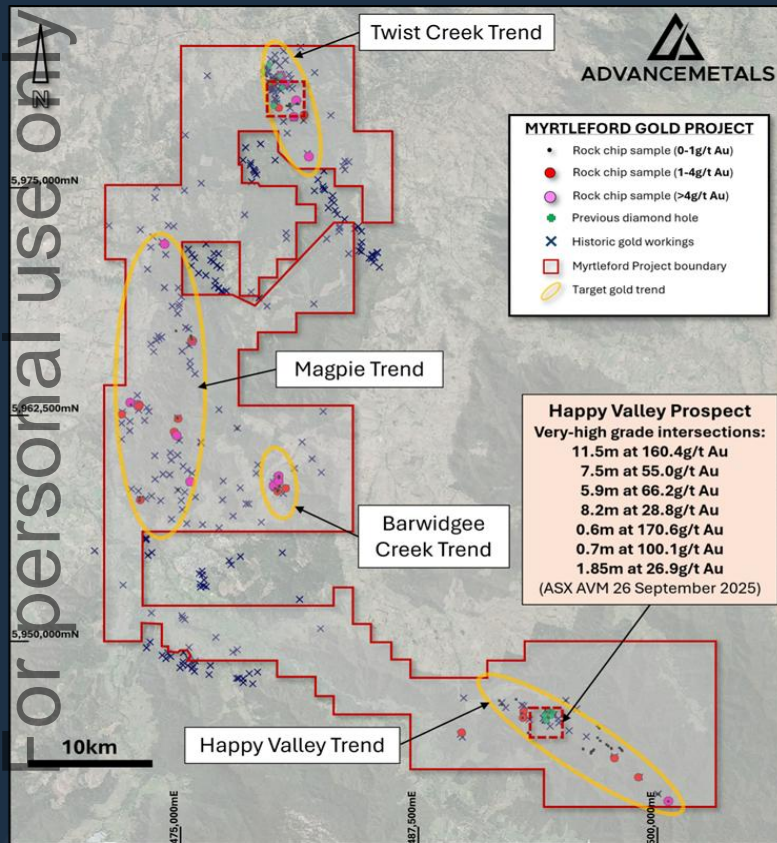 For personal use only
N
Twist Creek Trend
ADVANCEMETALS
MYRTLEFORD GOLD PROJECT
Rock chip sample (0-1g/t Au)
Rock chip sample (1-4g/t Au)
Rock chip sample (>4g/t Au)
Previous diamond hole
Historic gold workings
Myrtleford Project boundary
Target gold trend
5,975,000mN
Magpie Trend
5,962,500mN
Happy Valley Prospect
Very-high grade intersections:
11.5m at 160.4g/t Au
7.5m at 55.0g/t Au
5.9m at 66.2g/t Au
8.2m at 28.8g/t Au
0.6m at 170.6g/t Au
0.7m at 100.1g/t Au
1.85m at 26.9g/t Au
(ASX AVM 26 September 2025)
Barwidgee
Creek Trend
5,950,000mN
Happy Valley Trend
10km
475,000mE
487,500mE
500,000mE